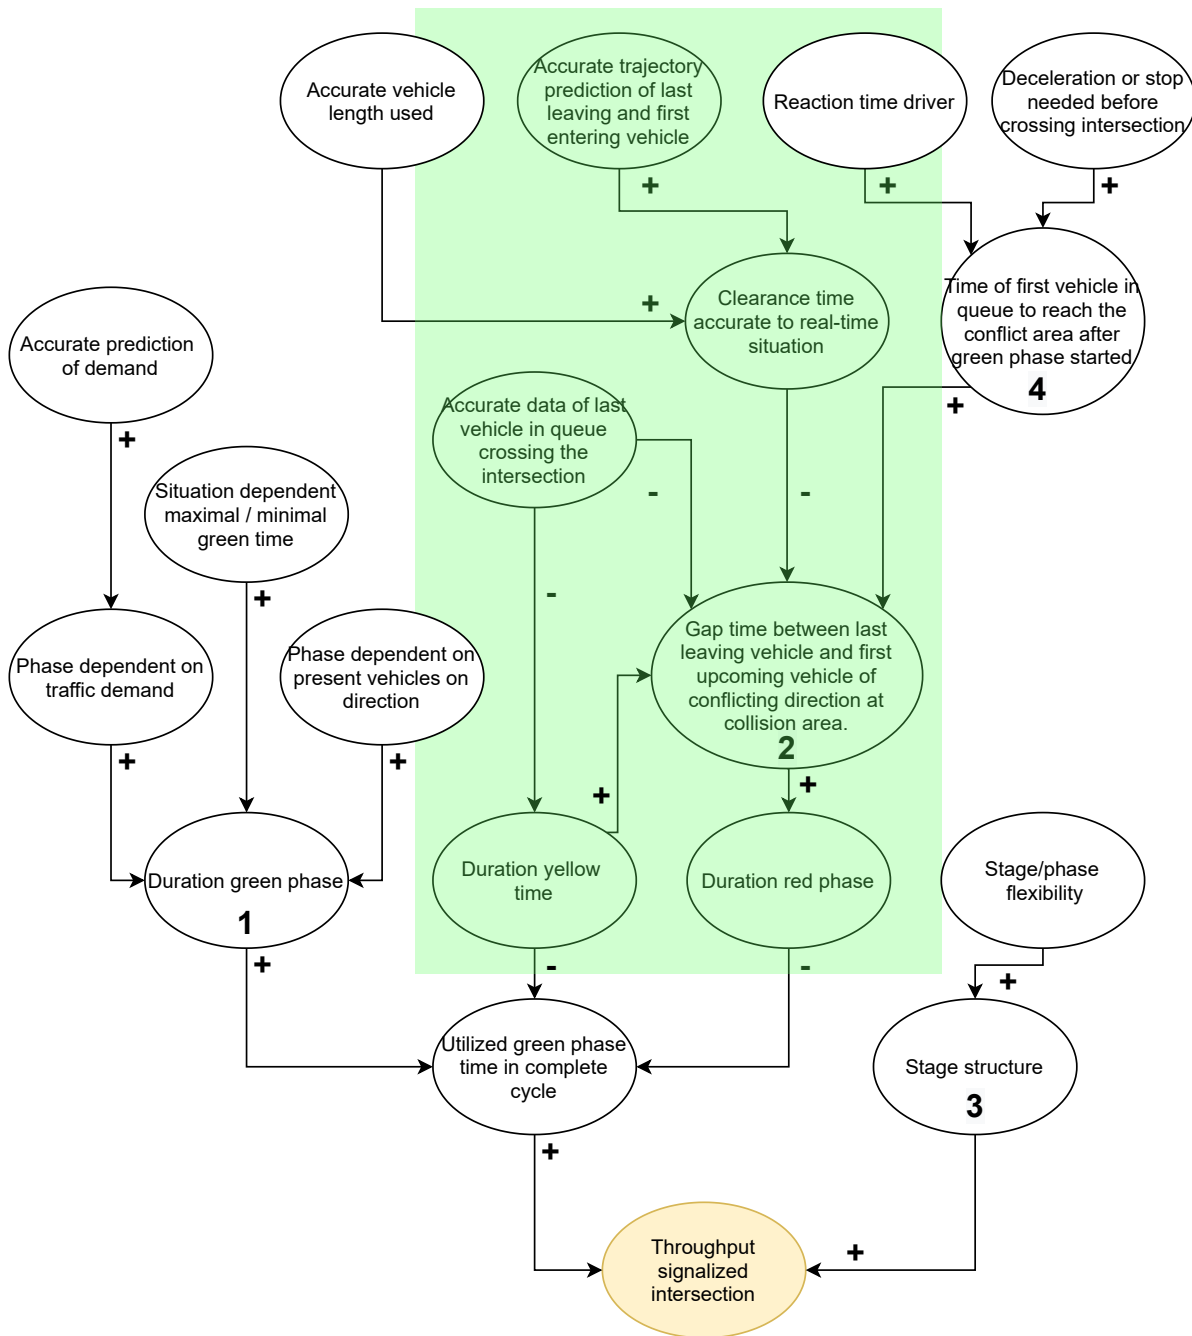 Accurate vehicle
length used
Accurate trajectory
prediction of last
leaving and first
entering vehicle
Reaction time driver
Deceleration or stop
needed before
crossing intersection
+
+
+
Time of first vehicle in
queue to reach the
conflict area after
green phase started
4
+
Clearance time
accurate to real-time
situation
+
Accurate prediction
of demand
+
Accurate data of last
vehicle in queue
crossing the
intersection
-
-
+
Situation dependent
maximal / minimal
green time
+
-
Phase dependent on
traffic demand
+
Phase dependent on
present vehicles on
direction
+
Gap time between last
leaving vehicle and first
upcoming vehicle of
conflicting direction at
collision area.
2
+
+
Duration green phase
1
+
Duration yellow
time
-
Duration red phase
-
Stage/phase
flexibility
+
Utilized green phase
time in complete
cycle
+
Stage structure
3
+
Throughput
signalized
intersection